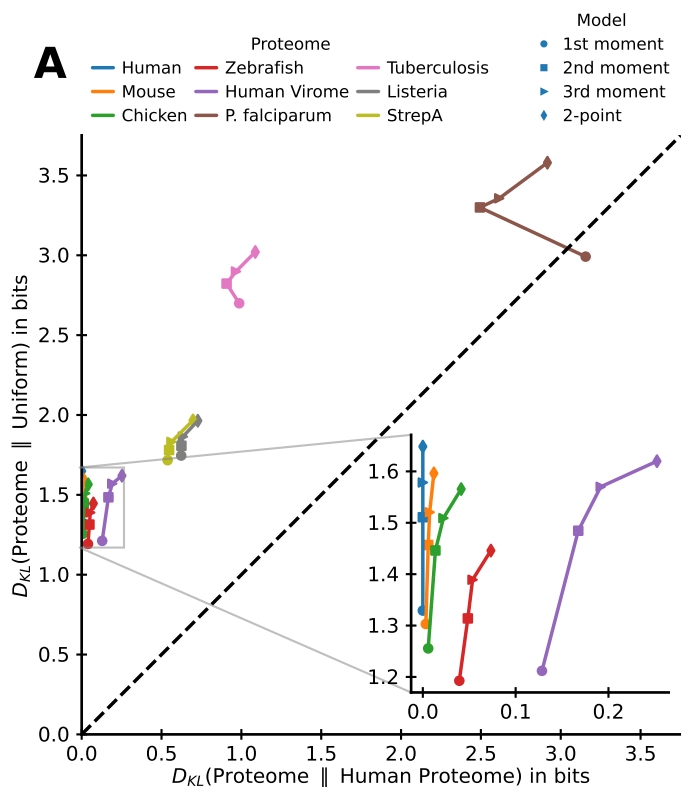 A
Proteome
Human
Mouse
Chicken
Zebrafish
Human Virome
P. falciparum
Tuberculosis
Listeria
StrepA
Model
1st moment
2nd moment
3rd moment
2-point
D_{KL}(Proteome ∥ Uniform) in bits
3.5
3.0
2.5
2.0
1.5
1.0
0.5
0.0
0.0 0.5 1.0 1.5 2.0 2.5 3.0 3.5
D_{KL}(Proteome ∥ Human Proteome) in bits
1.6
1.5
1.4
1.3
1.2
0.0 0.1 0.2